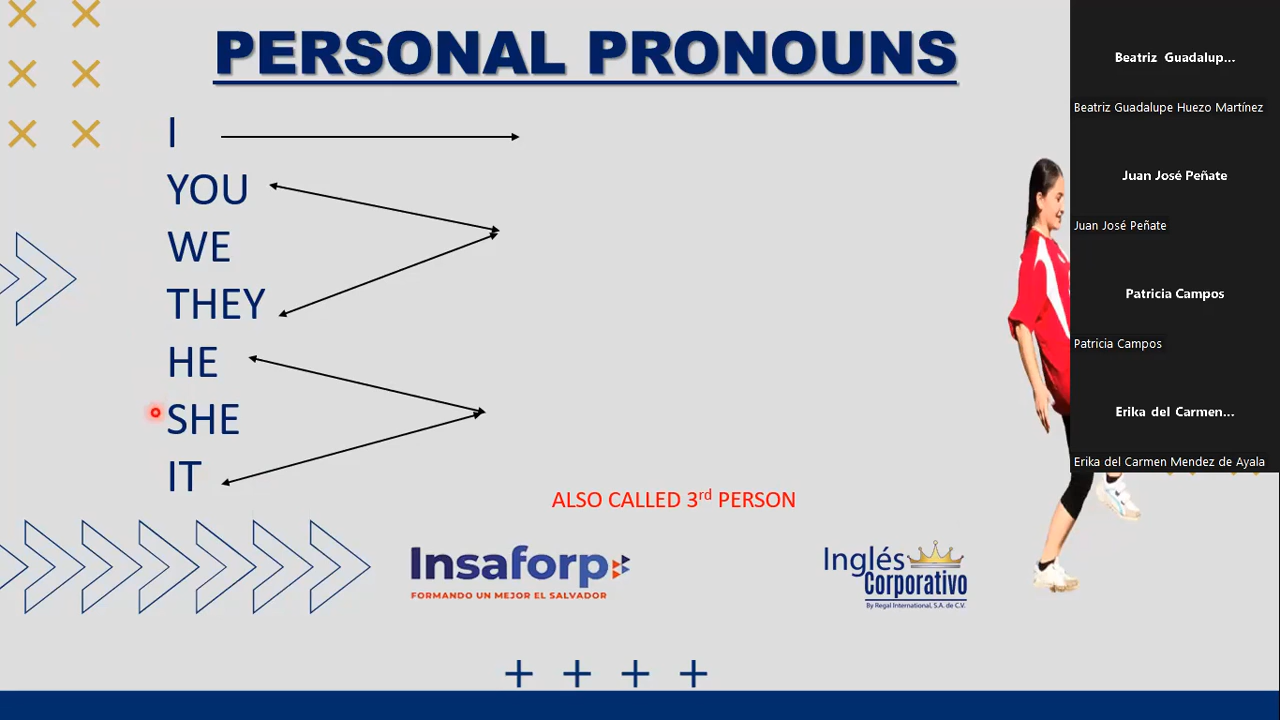 PERSONAL PRONOUNS
I
YOU
WE
THEY
HE
SHE
IT
ALSO CALLED 3rd PERSON
Insaforp
FORMANDO UN MEJOR EL SALVADOR
Inglés
Corporativo
By Regal International, S.A. de C.V.
Beatriz Guadalup...
Beatriz Guadalupe Huezo Martínez
Juan José Peñate
Juan José Peñate
Patricia Campos
Patricia Campos
Erika del Carmen...
Erika del Carmen Mendez de Ayala